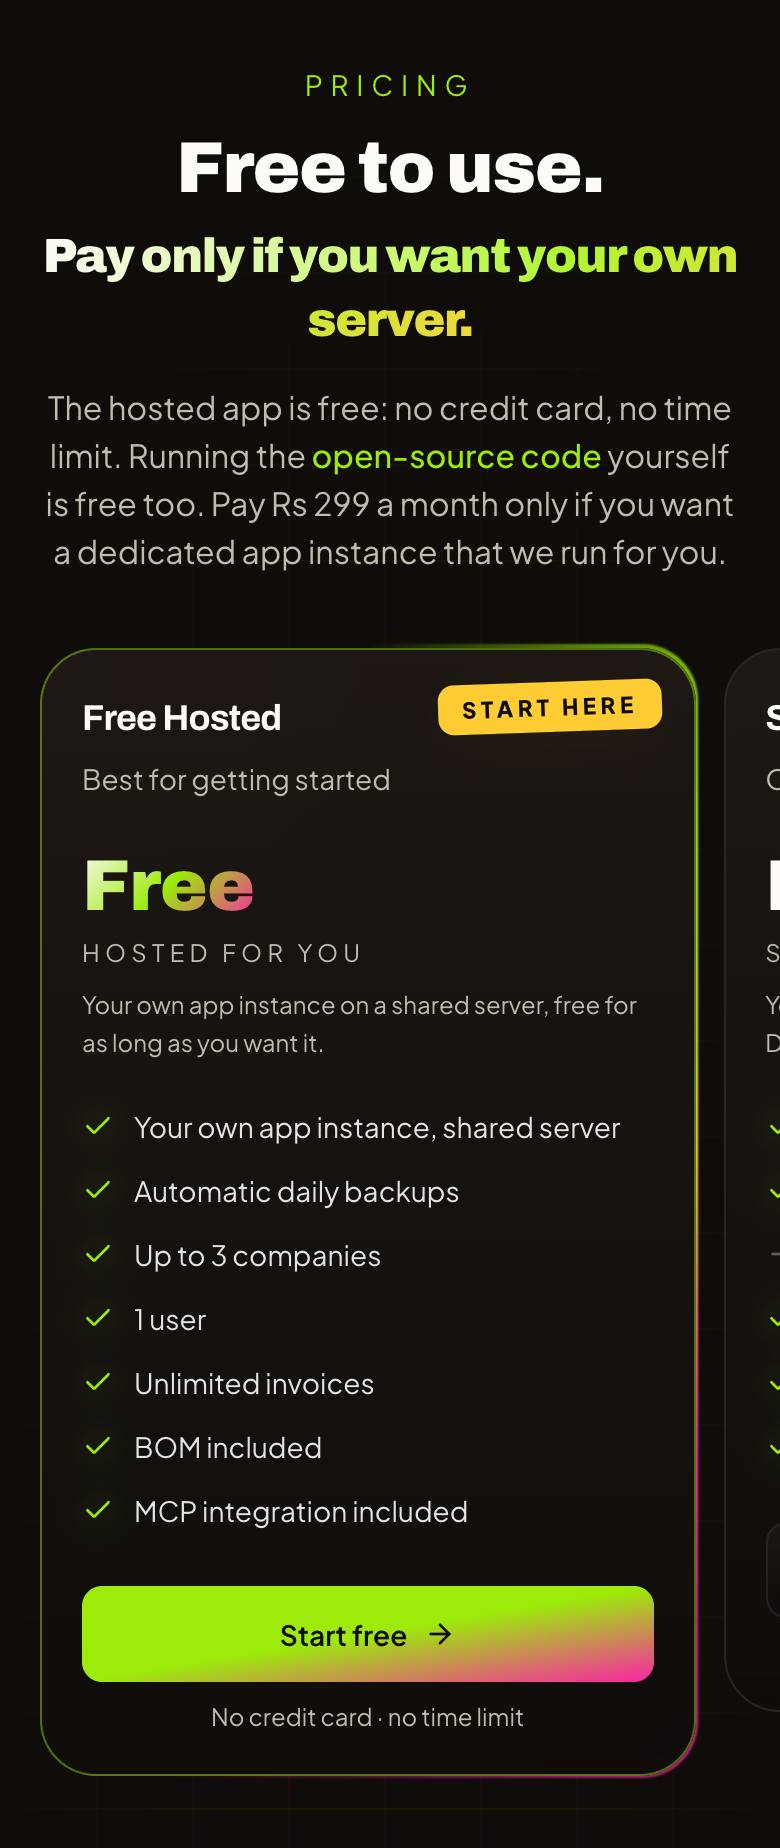 PRICING
Free to use.
Pay only if you want your own
server.
The hosted app is free: no credit card, no time
limit. Running the open-source code yourself
is free too. Pay Rs 299 a month only if you want
a dedicated app instance that we run for you.
Free Hosted
START HERE
Best for getting started
Free
HOSTED FOR YOU
Your own app instance on a shared server, free for
as long as you want it.
Your own app instance, shared server
Automatic daily backups
Up to 3 companies
1 user
Unlimited invoices
BOM included
MCP integration included
Start free →
No credit card · no time limit